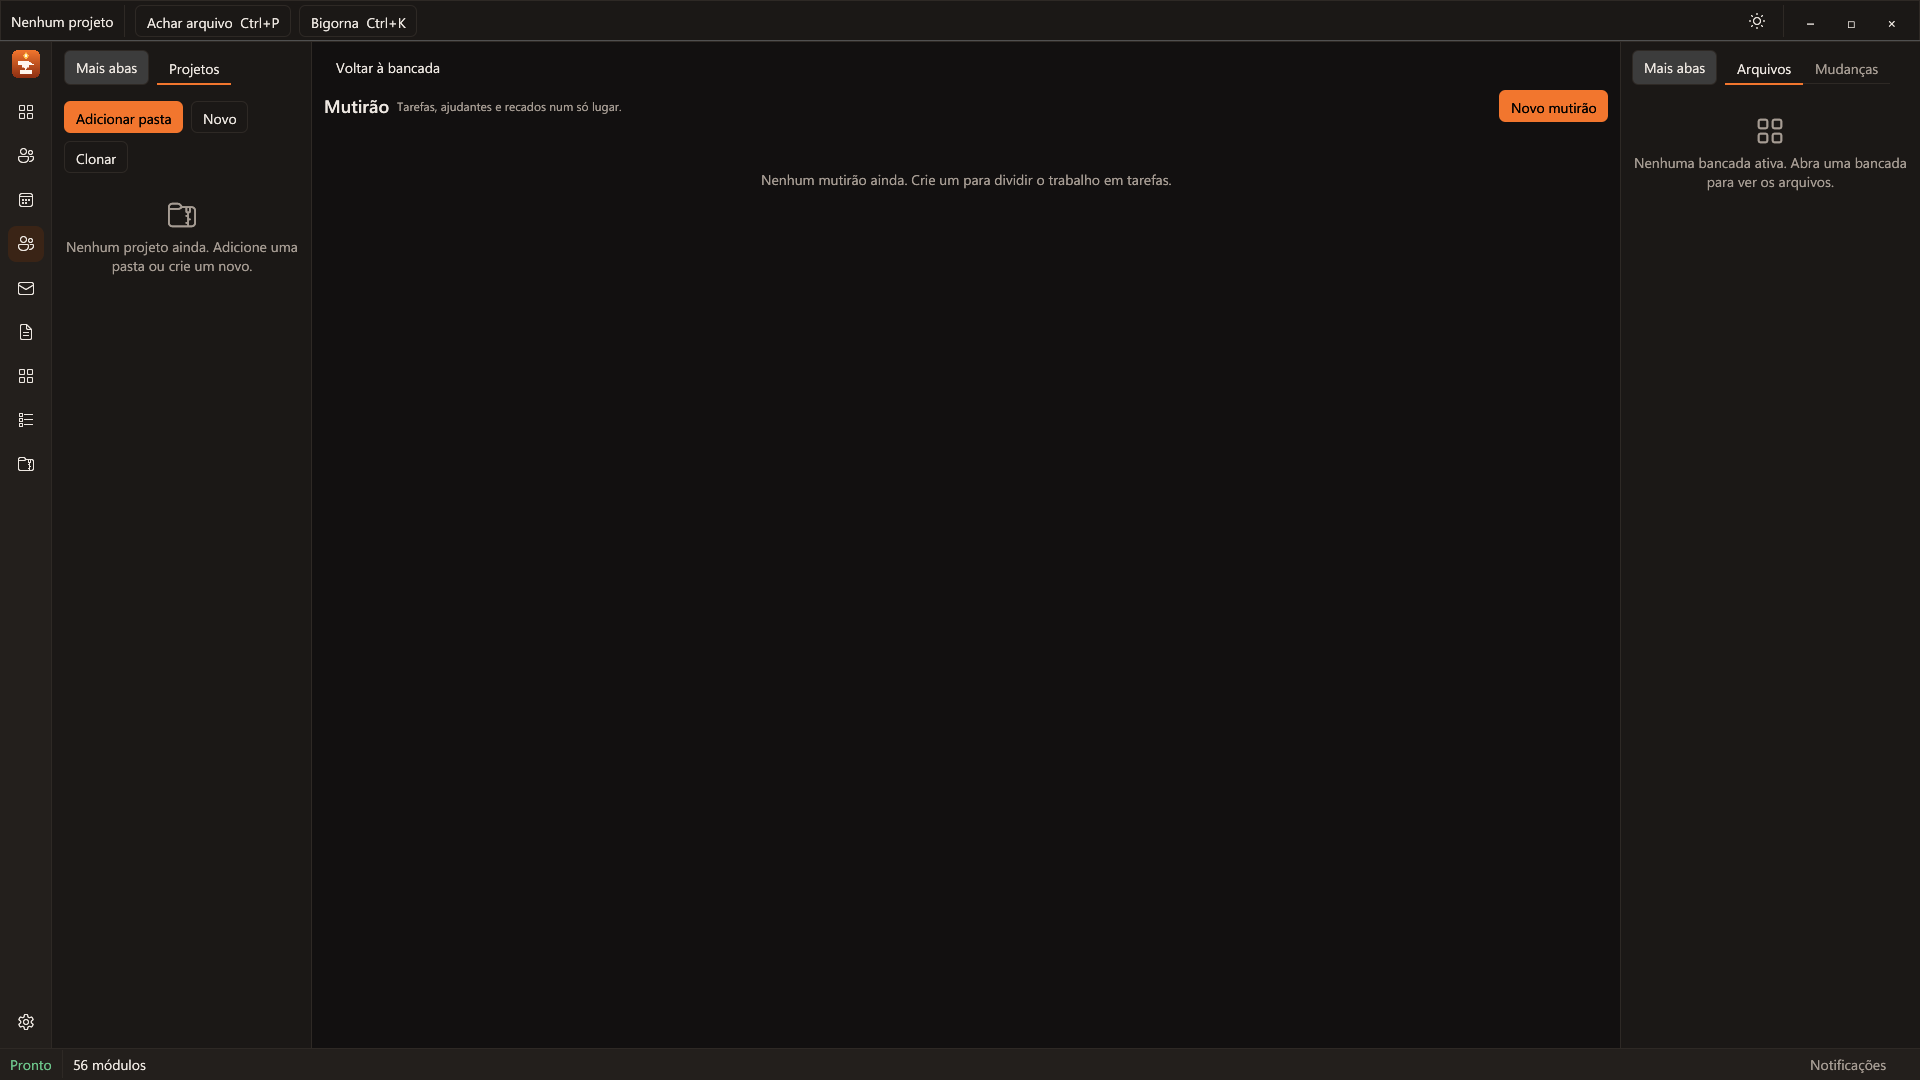 Nenhum projeto
Achar arquivo Ctrl+P
Bigorna Ctrl+K
Mais abas
Projetos
Adicionar pasta
Novo
Clonar
Nenhum projeto ainda. Adicione uma
pasta ou crie um novo.
Voltar à bancada
Mutirão Tarefas, ajudantes e recados num só lugar.
Novo mutirão
Nenhum mutirão ainda. Crie um para dividir o trabalho em tarefas.
Mais abas
Arquivos
Mudanças
Nenhuma bancada ativa. Abra uma bancada
para ver os arquivos.
Pronto
56 módulos
Notificações